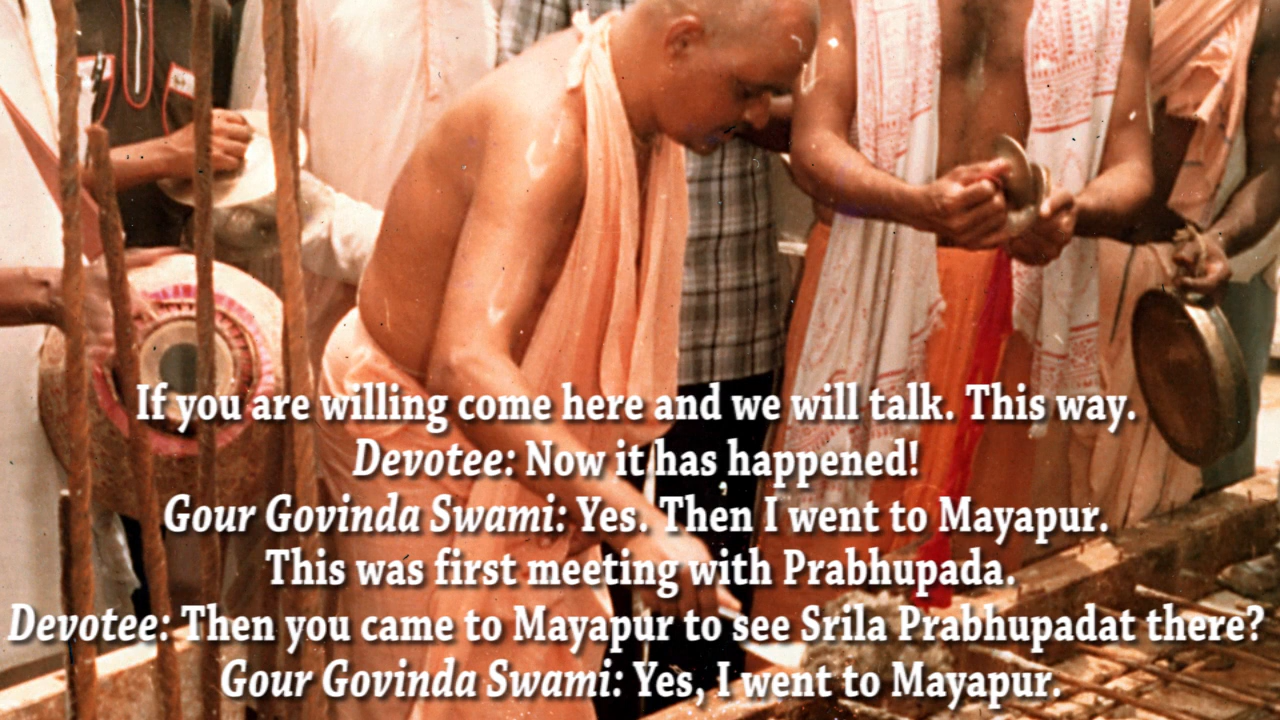 If you are willing come here and we will talk. This way.
Devotee: Now it has happened!
Gour Govinda Swami: Yes. Then I went to Mayapur.
This was first meeting with Prabhupada.
Devotee: Then you came to Mayapur to see Srila Prabhupadat there?
Gour Govinda Swami: Yes, I went to Mayapur.